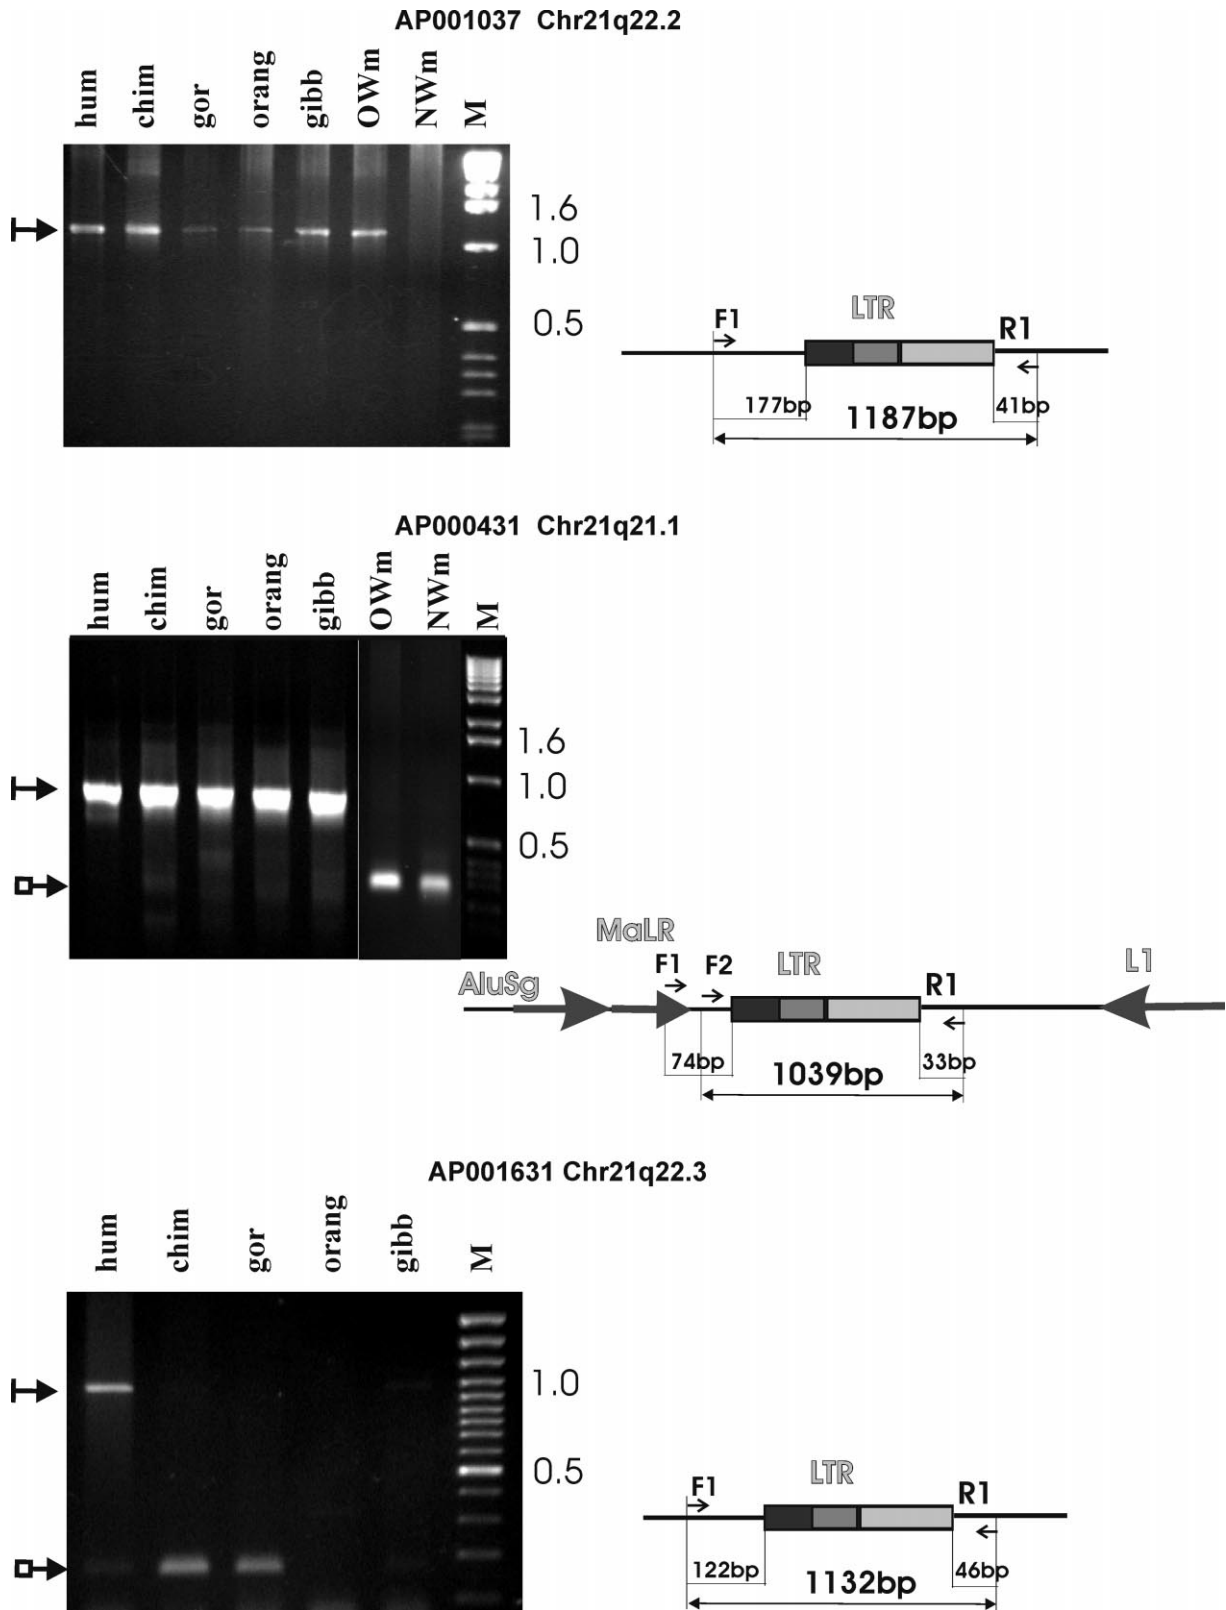 AP001037 Chr21q22.2
hum chim gor orang gibb OWm NWm M
1.6
1.0
0.5
LTR
F1 R1
177bp 41bp
1187bp
AP000431 Chr21q21.1
hum chim gor orang gibb OWm NWm M
1.6
1.0
0.5
MaLR
AluSg F1 F2 LTR R1 L1
74bp 33bp
1039bp
AP001631 Chr21q22.3
hum chim gor orang gibb M
1.0
0.5
LTR
F1 R1
122bp 46bp
1132bp